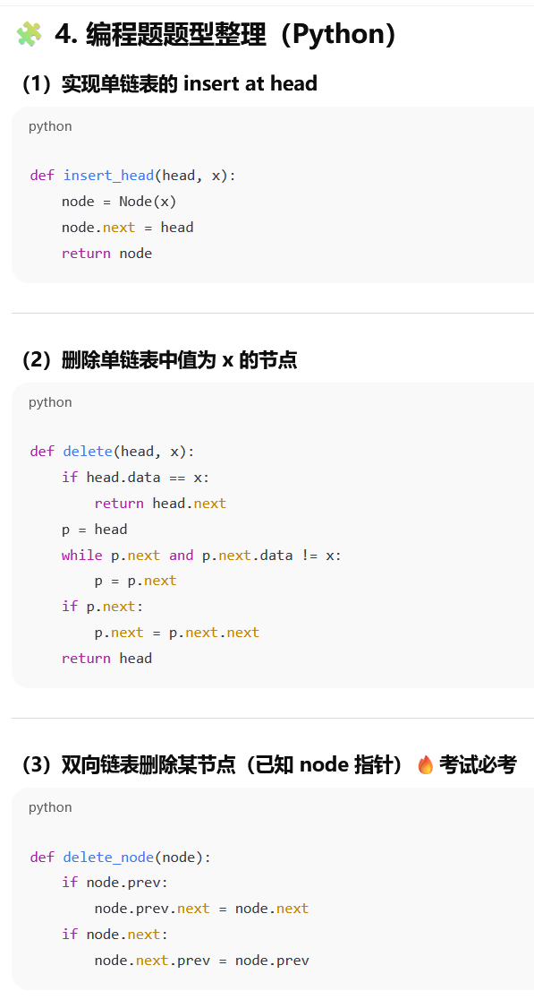 🧩 4. 编程题题型整理（Python）
（1）实现单链表的 insert at head
python
def insert_head(head, x):
    node = Node(x)
    node.next = head
    return node
（2）删除单链表中值为 x 的节点
python
def delete(head, x):
    if head.data == x:
        return head.next
    p = head
    while p.next and p.next.data != x:
        p = p.next
    if p.next:
        p.next = p.next.next
    return head
（3）双向链表删除某节点（已知 node 指针）🔥 考试必考
python
def delete_node(node):
    if node.prev:
        node.prev.next = node.next
    if node.next:
        node.next.prev = node.prev